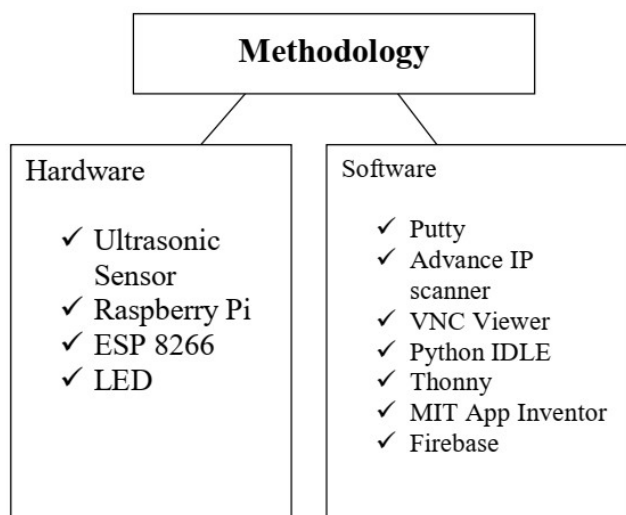 Methodology
Hardware
✓ Ultrasonic
Sensor
✓ Raspberry Pi
✓ ESP 8266
✓ LED
Software
✓ Putty
✓ Advance IP
scanner
✓ VNC Viewer
✓ Python IDLE
✓ Thonny
✓ MIT App Inventor
✓ Firebase